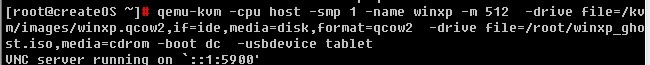 [root@createOS ~]# qemu-kvm -cpu host -smp 1 -name winxp -m 512  -drive file=/kv
m/images/winxp.qcow2,if=ide,media=disk,format=qcow2  -drive file=/root/winxp_gho
st.iso,media=cdrom -boot dc -usbdevice tablet
VNC server running on `::1:5900'